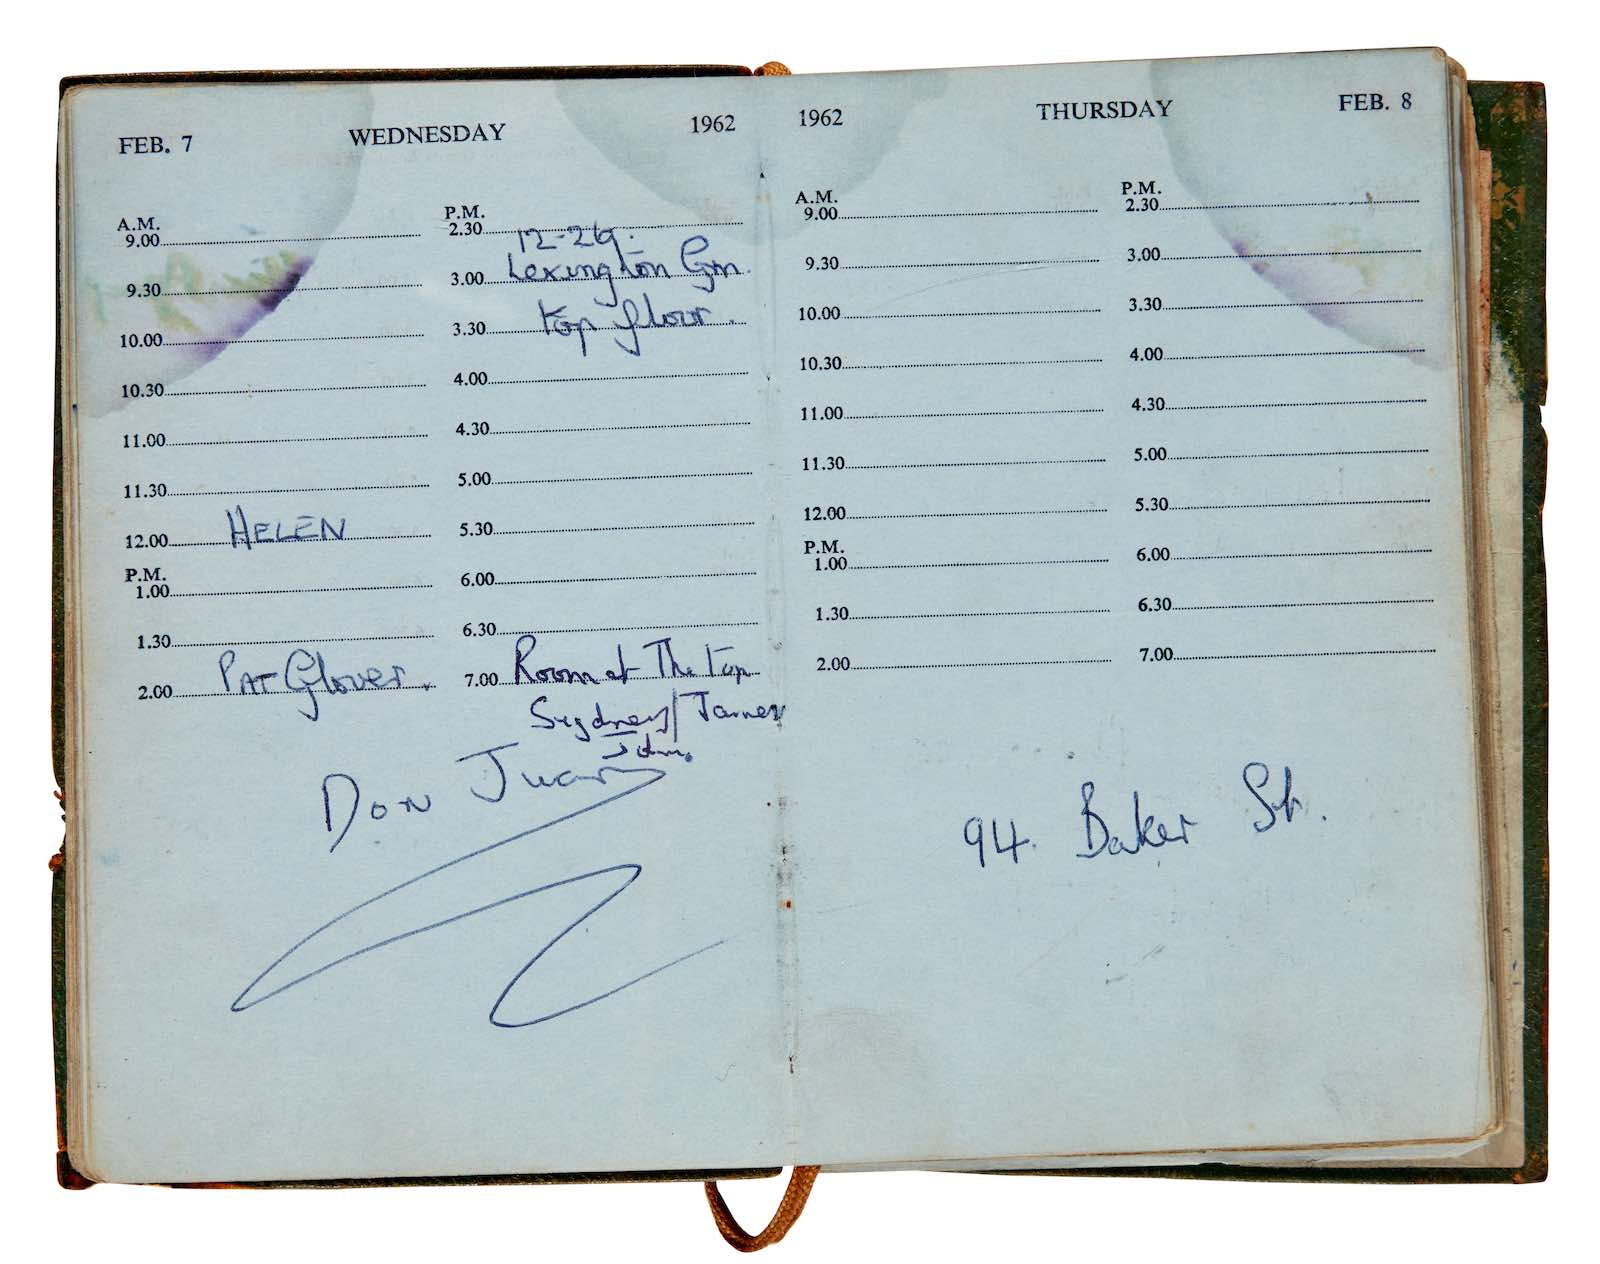 FEB. 7 WEDNESDAY 1962
A.M.
9.00
9.30
10.00
10.30
11.00
11.30
12.00 HELEN
P.M.
1.00
1.30
2.00 PAT Glover.
P.M.
2.30 12-26.
3.00 Lexington Gm.
3.30 top floor.
4.00
4.30
5.00
5.30
6.00
6.30
7.00 Room at The top
Sydney/James
John.
Don Juan
1962 THURSDAY FEB. 8
A.M.
9.00
9.30
10.00
10.30
11.00
11.30
12.00
P.M.
1.00
1.30
2.00
P.M.
2.30
3.00
3.30
4.00
4.30
5.00
5.30
6.00
6.30
7.00
94. Baker St.